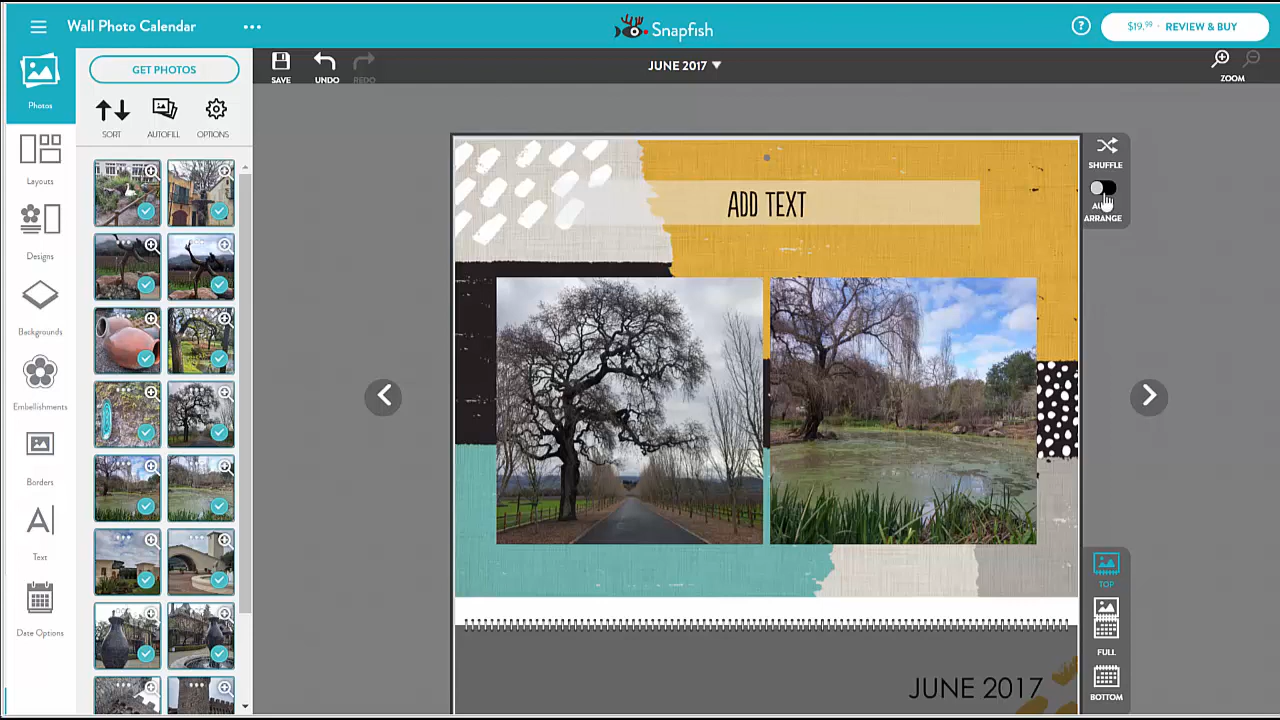 Wall Photo Calendar
Snapfish
?
$19.99 · REVIEW & BUY
Photos
Layouts
Designs
Backgrounds
Embellishments
Borders
Text
Date Options
GET PHOTOS
SORT
AUTOFILL
OPTIONS
SAVE
UNDO
REDO
JUNE 2017
ZOOM
SHUFFLE
ARRANGE
ADD TEXT
TOP
FULL
BOTTOM
JUNE 2017